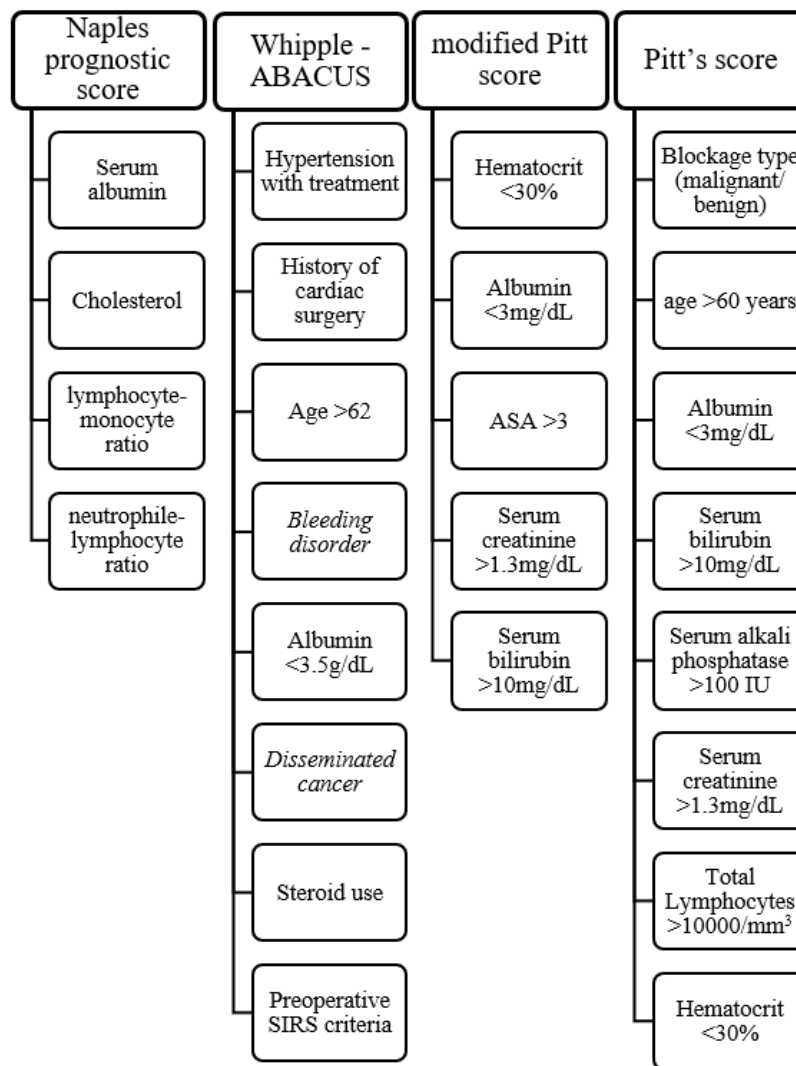 Naples
prognostic
score
Serum
albumin
Cholesterol
lymphocyte-
monocyte
ratio
neutrophile-
lymphocyte
ratio
Whipple -
ABACUS
Hypertension
with treatment
History of
cardiac
surgery
Age >62
Bleeding
disorder
Albumin
<3.5g/dL
Disseminated
cancer
Steroid use
Preoperative
SIRS criteria
modified Pitt
score
Hematocrit
<30%
Albumin
<3mg/dL
ASA >3
Serum
creatinine
>1.3mg/dL
Serum
bilirubin
>10mg/dL
Pitt's score
Blockage type
(malignant/
benign)
age >60 years
Albumin
<3mg/dL
Serum
bilirubin
>10mg/dL
Serum alkali
phosphatase
>100 IU
Serum
creatinine
>1.3mg/dL
Total
Lymphocytes
>10000/mm³
Hematocrit
<30%